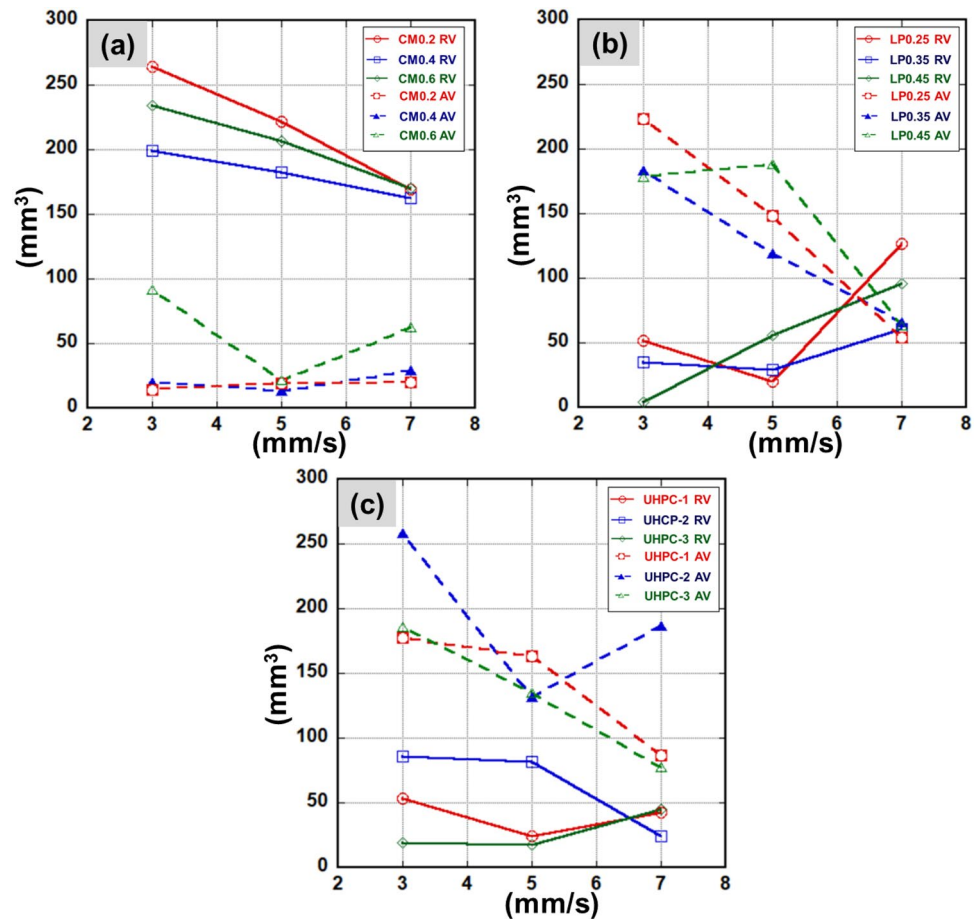 (a)
CM0.2 RV
CM0.4 RV
CM0.6 RV
CM0.2 AV
CM0.4 AV
CM0.6 AV
300
250
200
150
100
50
0
(mm³)
2 3 4 5 6 7 8
(mm/s)
(b)
LP0.25 RV
LP0.35 RV
LP0.45 RV
LP0.25 AV
LP0.35 AV
LP0.45 AV
300
250
200
150
100
50
0
(mm³)
2 3 4 5 6 7 8
(mm/s)
(c)
UHPC-1 RV
UHCP-2 RV
UHPC-3 RV
UHPC-1 AV
UHPC-2 AV
UHPC-3 AV
300
250
200
150
100
50
0
(mm³)
2 3 4 5 6 7 8
(mm/s)